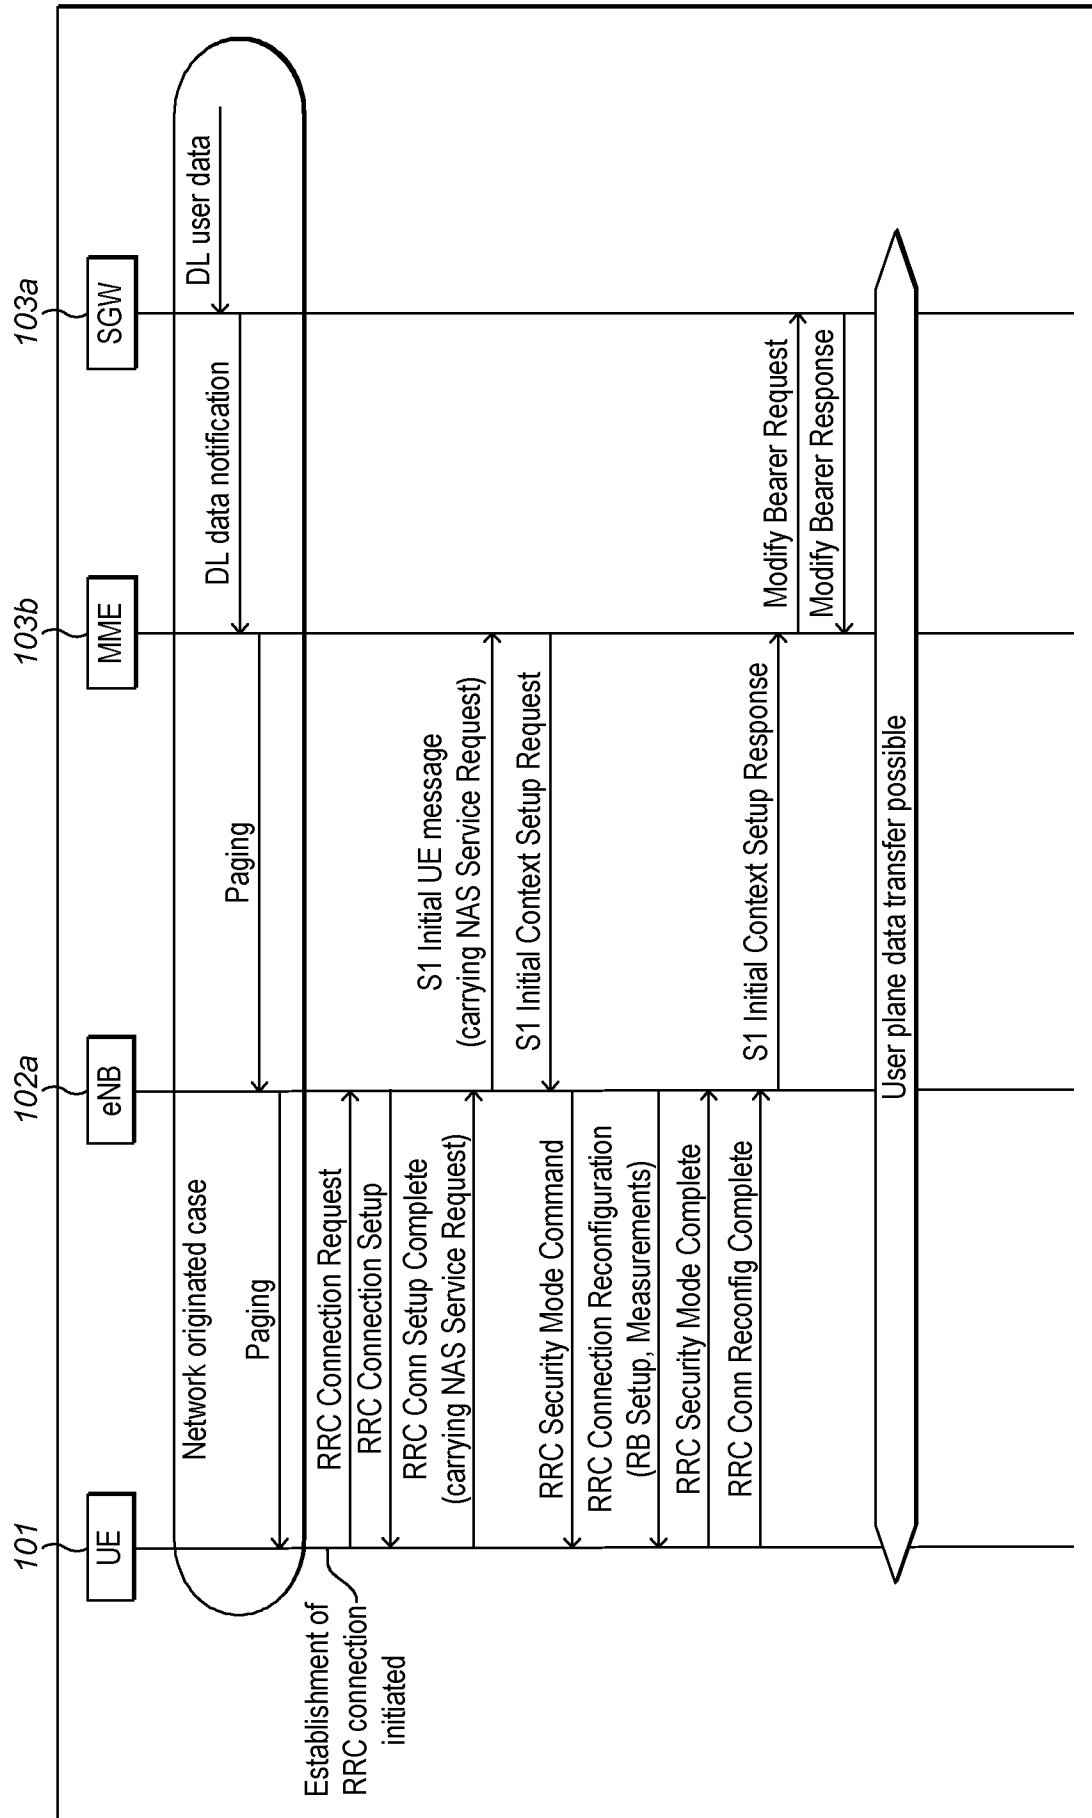 101
102a
103b
103a
UE
eNB
MME
SGW
Network originated case
DL user data
DL data notification
Paging
Paging
Establishment of
RRC connection
initiated
RRC Connection Request
RRC Connection Setup
RRC Conn Setup Complete
(carrying NAS Service Request)
S1 Initial UE message
(carrying NAS Service Request)
S1 Initial Context Setup Request
RRC Security Mode Command
RRC Connection Reconfiguration
(RB Setup, Measurements)
RRC Security Mode Complete
RRC Conn Reconfig Complete
S1 Initial Context Setup Response
Modify Bearer Request
Modify Bearer Response
User plane data transfer possible